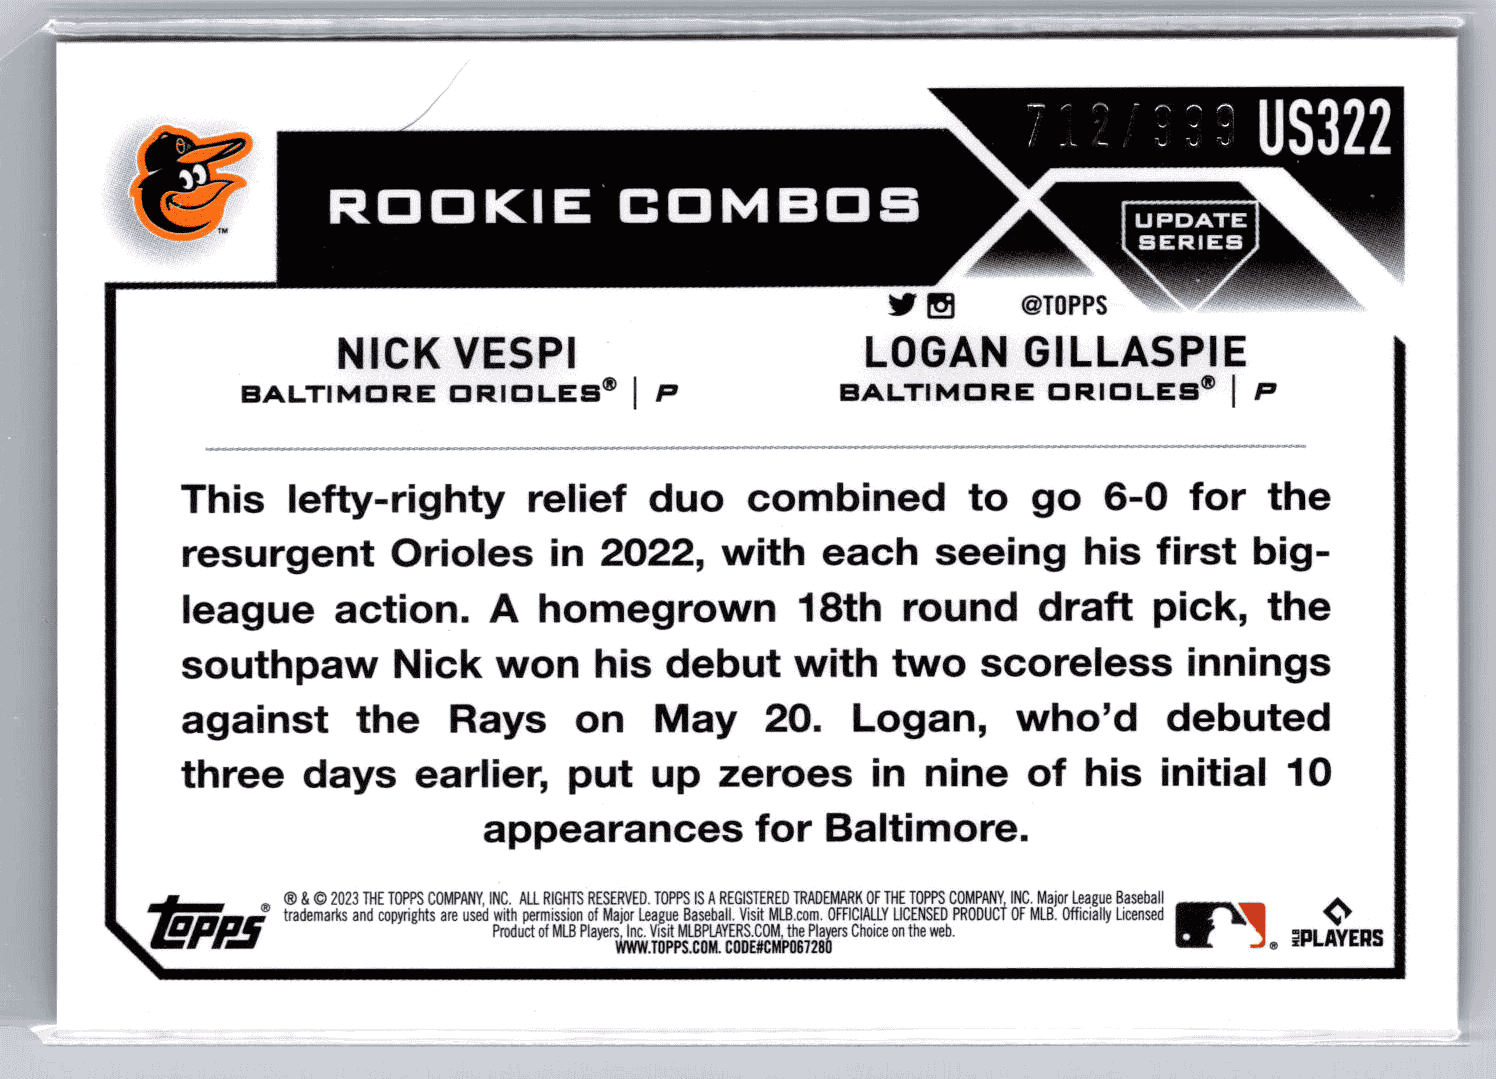 712/999 US322
ROOKIE COMBOS
UPDATE
SERIES
@TOPPS
NICK VESPI
BALTIMORE ORIOLES® | P
LOGAN GILLASPIE
BALTIMORE ORIOLES® | P
This lefty-righty relief duo combined to go 6-0 for the
resurgent Orioles in 2022, with each seeing his first big-
league action. A homegrown 18th round draft pick, the
southpaw Nick won his debut with two scoreless innings
against the Rays on May 20. Logan, who'd debuted
three days earlier, put up zeroes in nine of his initial 10
appearances for Baltimore.
® & © 2023 THE TOPPS COMPANY, INC. ALL RIGHTS RESERVED. TOPPS IS A REGISTERED TRADEMARK OF THE TOPPS COMPANY, INC. Major League Baseball
trademarks and copyrights are used with permission of Major League Baseball. Visit MLB.com. OFFICIALLY LICENSED PRODUCT OF MLB. Officially Licensed
Product of MLB Players, Inc. Visit MLBPLAYERS.COM, the Players Choice on the web.
WWW.TOPPS.COM. CODE#CMP067280
TOPPS®
MLB PLAYERS